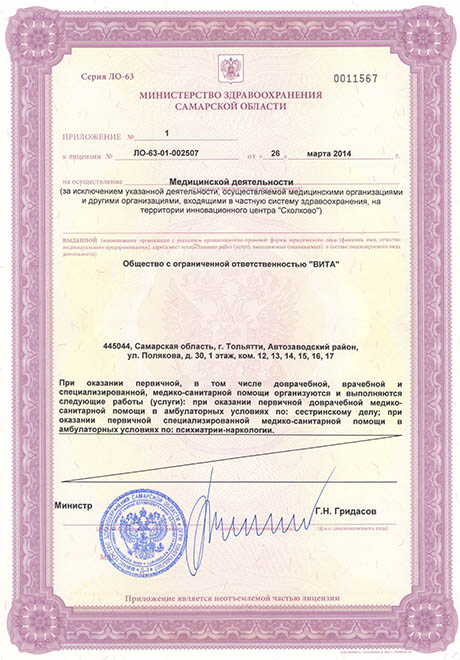 Серия ЛО-63
0011567
МИНИСТЕРСТВО ЗДРАВООХРАНЕНИЯ
САМАРСКОЙ ОБЛАСТИ
ПРИЛОЖЕНИЕ № 1
к лицензии № ЛО-63-01-002507 от « 26 » марта 2014 г.
на осуществление Медицинской деятельности
(за исключением указанной деятельности, осуществляемой медицинскими организациями
и другими организациями, входящими в частную систему здравоохранения, на
территории инновационного центра "Сколково")
выданной (наименование организации с указанием организационно-правовой формы юридического лица (фамилия, имя, отчество
индивидуального предпринимателя), адреса мест осуществления работ (услуг), выполняемых (оказываемых) в составе лицензируемого вида
деятельности)
Общество с ограниченной ответственностью "ВИТА"
445044, Самарская область, г. Тольятти, Автозаводский район,
ул. Полякова, д. 30, 1 этаж, ком. 12, 13, 14, 15, 16, 17
При оказании первичной, в том числе доврачебной, врачебной и
специализированной, медико-санитарной помощи организуются и выполняются
следующие работы (услуги): при оказании первичной доврачебной медико-
санитарной помощи в амбулаторных условиях по: сестринскому делу; при
оказании первичной специализированной медико-санитарной помощи в
амбулаторных условиях по: психиатрии-наркологии.
Министр
Г.Н. Гридасов
(ф.и.о. уполномоченного лица)
Приложение является неотъемлемой частью лицензии